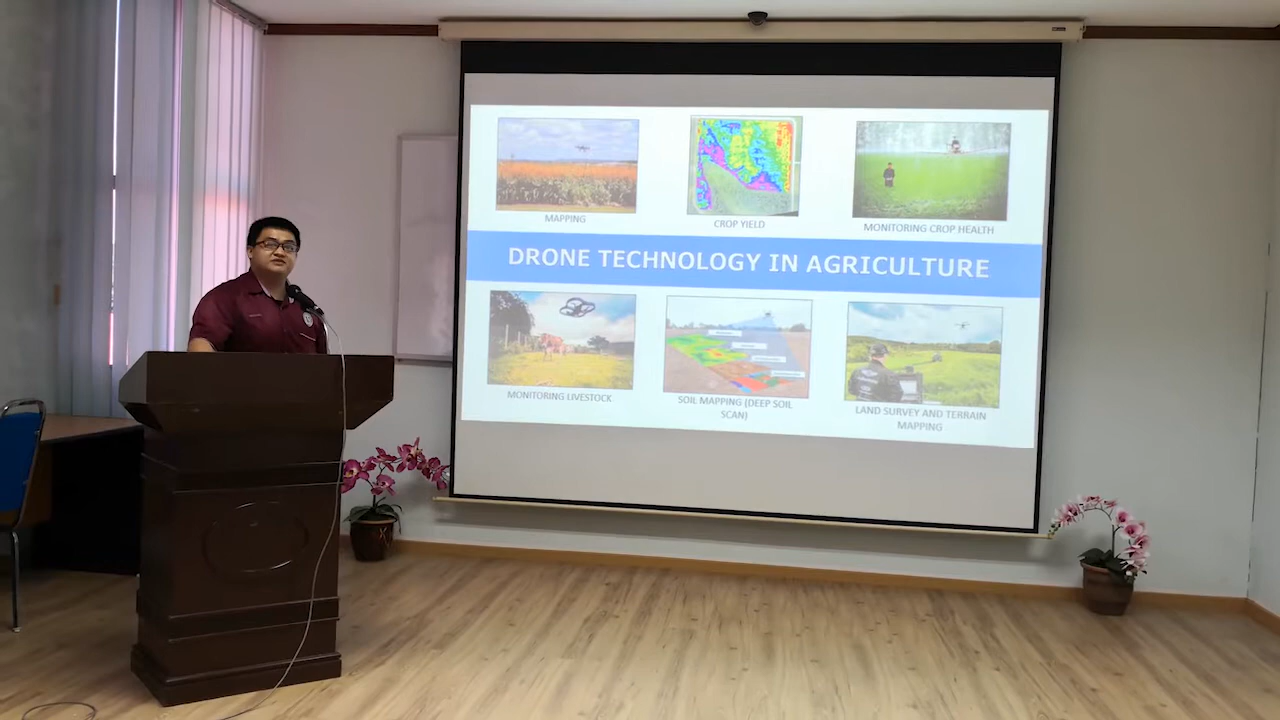 MAPPING
CROP YIELD
MONITORING CROP HEALTH
DRONE TECHNOLOGY IN AGRICULTURE
MONITORING LIVESTOCK
SOIL MAPPING (DEEP SOIL
SCAN)
LAND SURVEY AND TERRAIN
MAPPING